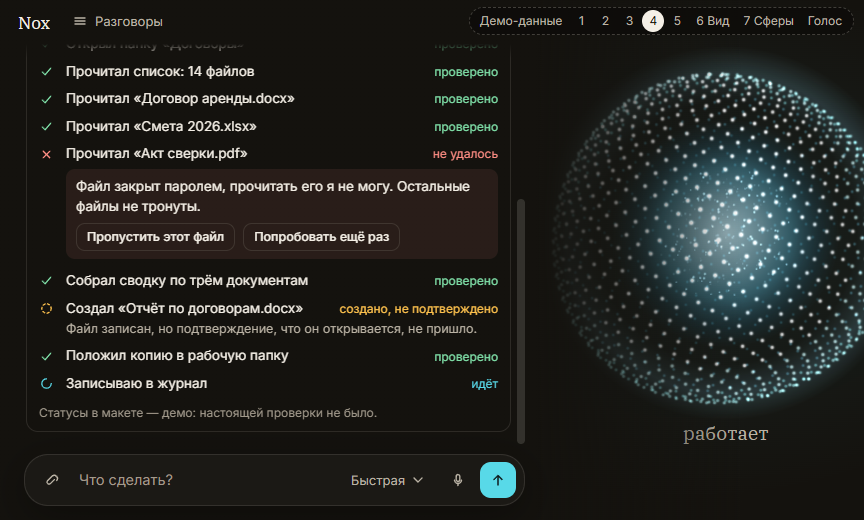 Nox
Разговоры
Демо-данные 1 2 3 4 5 6 Вид 7 Сферы Голос
Открыл папку «Договоры» проверено
Прочитал список: 14 файлов проверено
Прочитал «Договор аренды.docx» проверено
Прочитал «Смета 2026.xlsx» проверено
Прочитал «Акт сверки.pdf» не удалось
Файл закрыт паролем, прочитать его я не могу. Остальные
файлы не тронуты.
Пропустить этот файл Попробовать ещё раз
Собрал сводку по трём документам проверено
Создал «Отчёт по договорам.docx» создано, не подтверждено
Файл записан, но подтверждение, что он открывается, не пришло.
Положил копию в рабочую папку проверено
Записываю в журнал идёт
Статусы в макете — демо: настоящей проверки не было.
Что сделать? Быстрая
работает